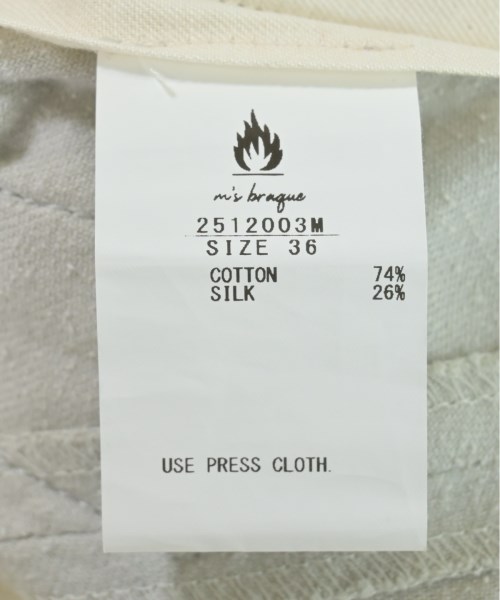 m's braque
2512003M
SIZE 36
COTTON 74%
SILK 26%
USE PRESS CLOTH.